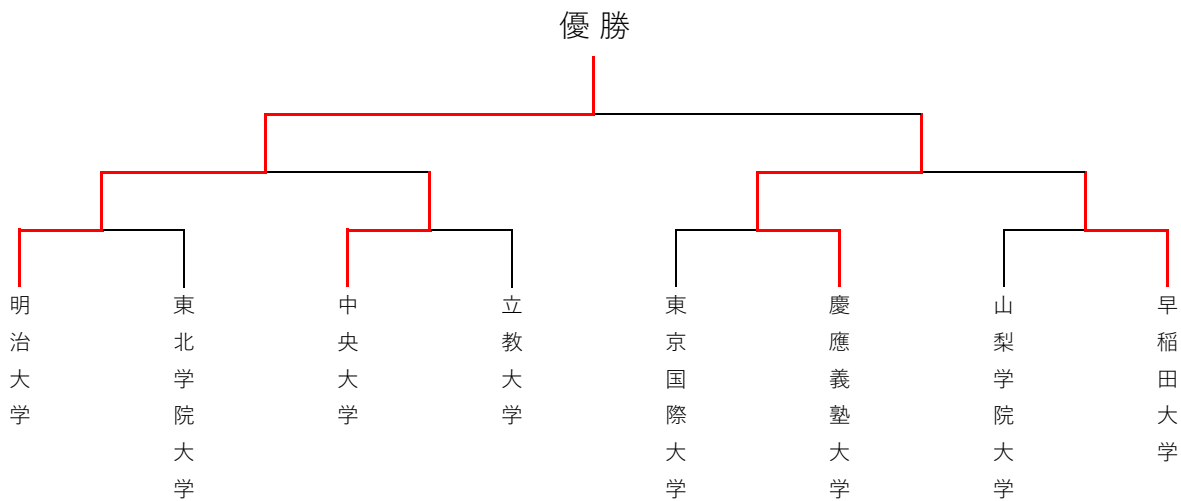 優勝
明治大学
東北学院大学
中央大学
立教大学
東京国際大学
慶應義塾大学
山梨学院大学
早稲田大学